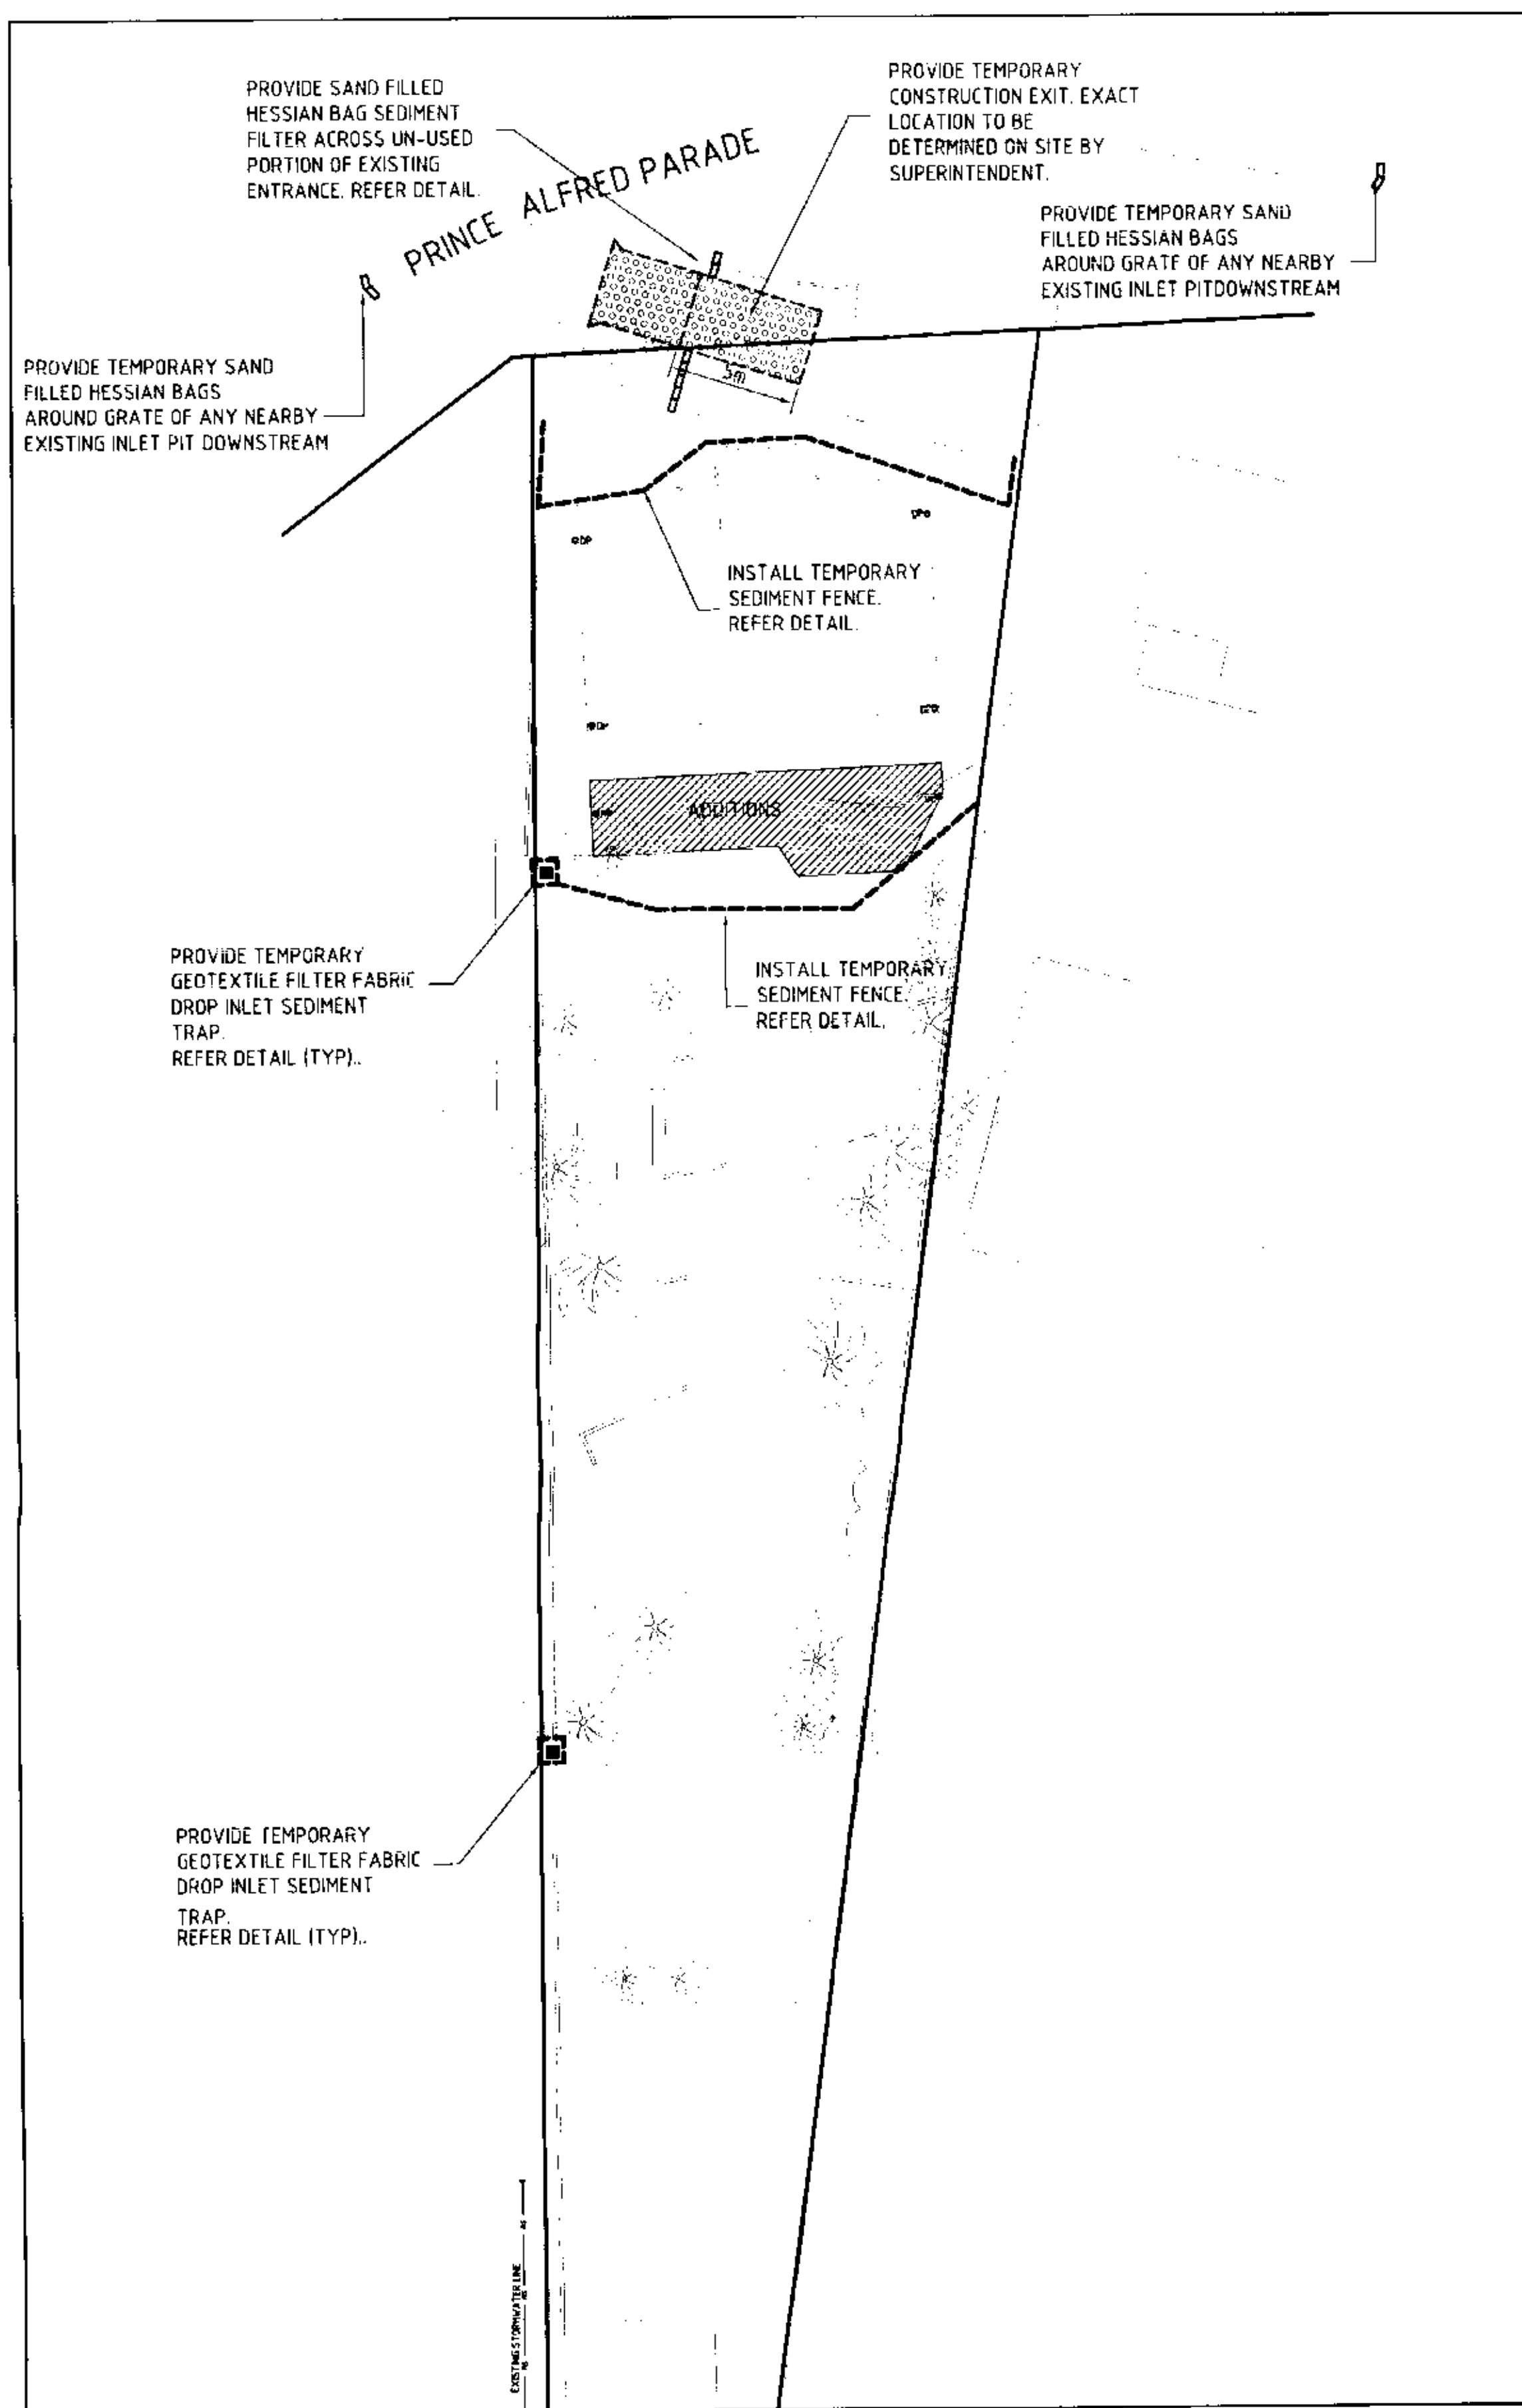 PROVIDE SAND FILLED
HESSIAN BAG SEDIMENT
FILTER ACROSS UN-USED
PORTION OF EXISTING
ENTRANCE. REFER DETAIL.
PROVIDE TEMPORARY
CONSTRUCTION EXIT. EXACT
LOCATION TO BE
DETERMINED ON SITE BY
SUPERINTENDENT.
PRINCE ALFRED PARADE
PROVIDE TEMPORARY SAND
FILLED HESSIAN BAGS
AROUND GRATE OF ANY NEARBY
EXISTING INLET PITDOWNSTREAM
PROVIDE TEMPORARY SAND
FILLED HESSIAN BAGS
AROUND GRATE OF ANY NEARBY
EXISTING INLET PIT DOWNSTREAM
5m
INSTALL TEMPORARY
SEDIMENT FENCE.
REFER DETAIL.
ADDITIONS
PROVIDE TEMPORARY
GEOTEXTILE FILTER FABRIC
DROP INLET SEDIMENT
TRAP.
REFER DETAIL (TYP)..
INSTALL TEMPORARY
SEDIMENT FENCE.
REFER DETAIL.
PROVIDE TEMPORARY
GEOTEXTILE FILTER FABRIC
DROP INLET SEDIMENT
TRAP.
REFER DETAIL (TYP)..
EXISTING STORMWATER LINE